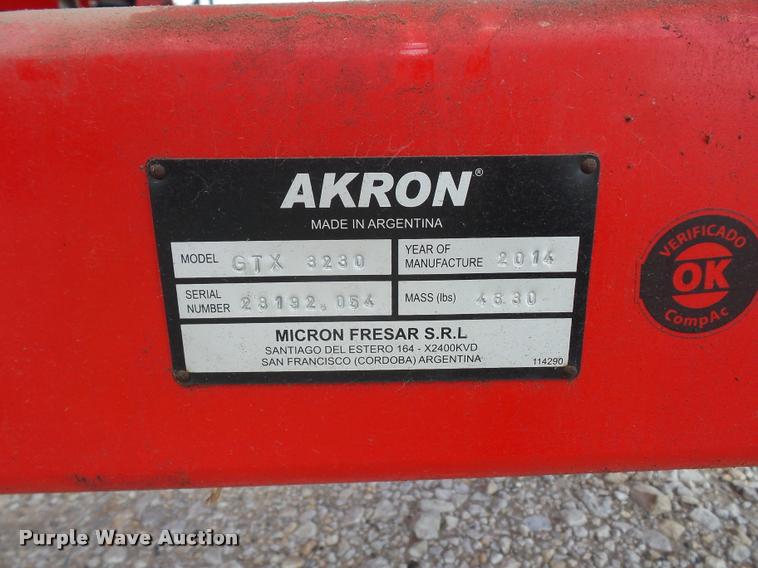 AKRON®
MADE IN ARGENTINA
MODEL GTX 3230
YEAR OF MANUFACTURE 2014
SERIAL NUMBER 23192.054
MASS (lbs) 4830
MICRON FRESAR S.R.L
SANTIAGO DEL ESTERO 164 - X2400KVD
SAN FRANCISCO (CORDOBA) ARGENTINA
114290
VERIFICADO
OK
CompAc
Purple Wave Auction